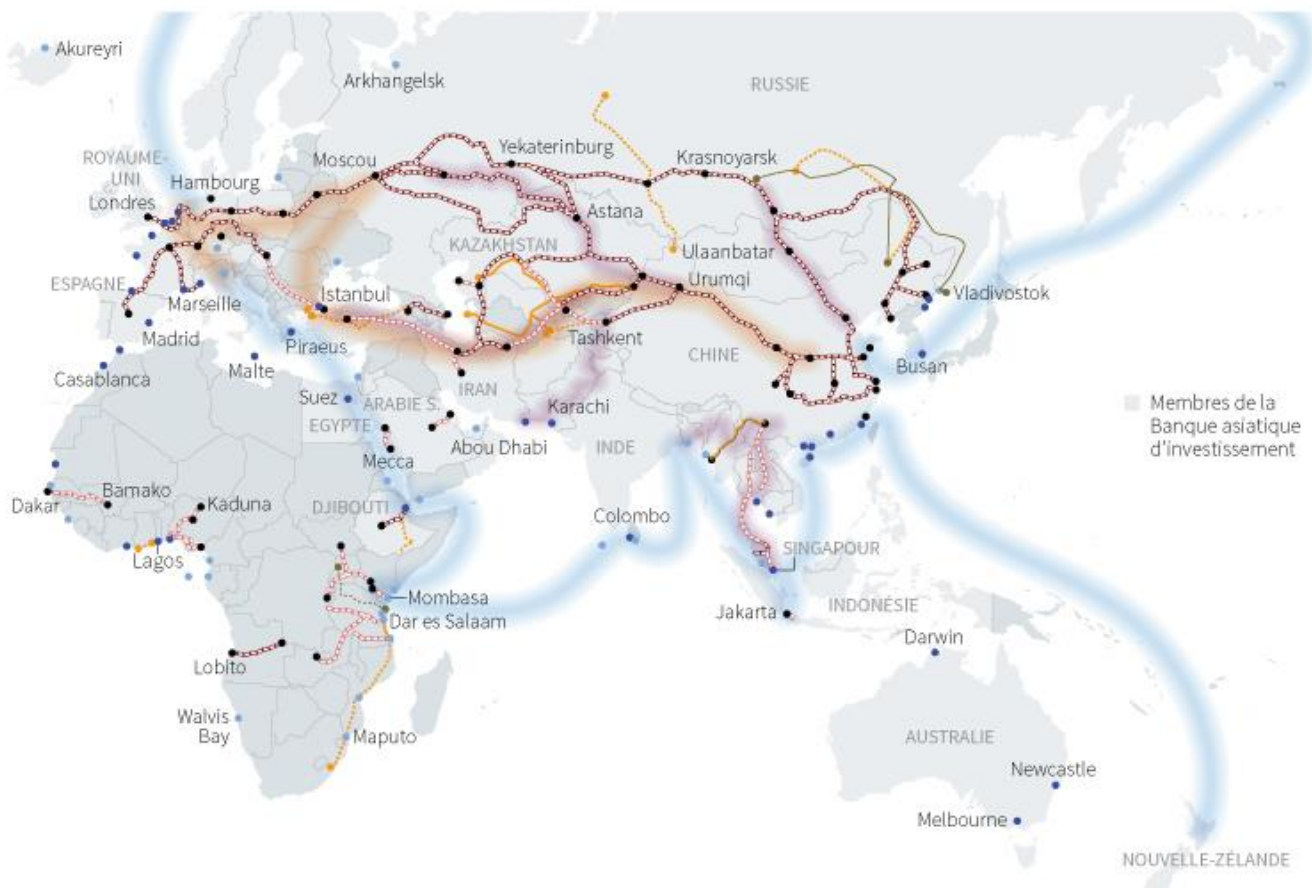 Akureyri
Arkhangelsk
RUSSIE
Yekaterinburg
Krasnoyarsk
Moscou
ROYAUME-
UNI
Hambourg
Londres
Astana
KAZAKHSTAN
Ulaanbatar
Urumqi
ESPAGNE
Marseille
Istanbul
Vladivostok
Madrid
Piraeus
Tashkent
CHINE
Busan
Casablanca
Malte
IRAN
Suez
ARABIE S.
Karachi
EGYPTE
Abou Dhabi
INDE
Mecca
Membres de la
Banque asiatique
d'investissement
Dakar
Bamako
Kaduna
DJIBOUTI
Colombo
Lagos
SINGAPOUR
Mombasa
INDONÉSIE
Jakarta
Dar es Salaam
Darwin
Lobito
Walvis
Bay
Maputo
AUSTRALIE
Newcastle
Melbourne
NOUVELLE-ZÉLANDE